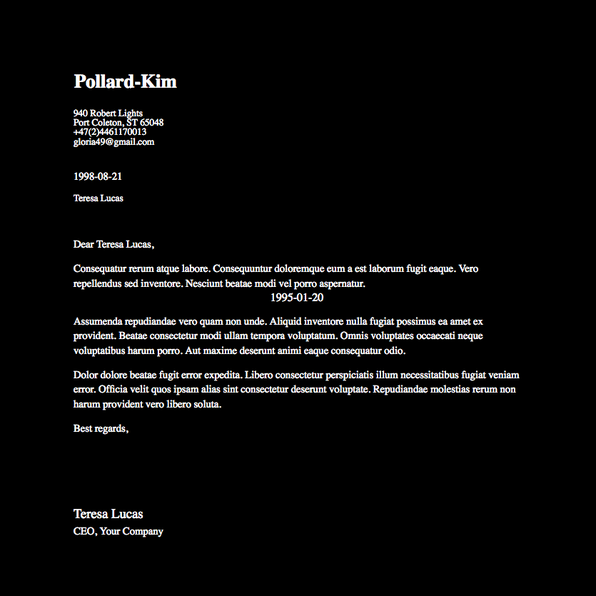 Pollard-Kim
940 Robert Lights
Port Coleton, ST 65048
+47(2)4461170013
gloria49@gmail.com
1998-08-21
Teresa Lucas
Dear Teresa Lucas,
Consequatur rerum atque labore. Consequuntur doloremque eum a est laborum fugit eaque. Vero
repellendus sed inventore. Nesciunt beatae modi vel porro aspernatur.
1995-01-20
Assumenda repudiandae vero quam non unde. Aliquid inventore nulla fugiat possimus ea amet ex
provident. Beatae consectetur modi ullam tempora voluptatum. Omnis voluptates occaecati neque
voluptatibus harum porro. Aut maxime deserunt animi eaque consequatur odio.
Dolor dolore beatae fugit error expedita. Libero consectetur perspiciatis illum necessitatibus fugiat veniam
error. Officia velit quos ipsam alias sint consectetur deserunt voluptate. Repudiandae molestias rerum non
harum provident vero libero soluta.
Best regards,
Teresa Lucas
CEO, Your Company